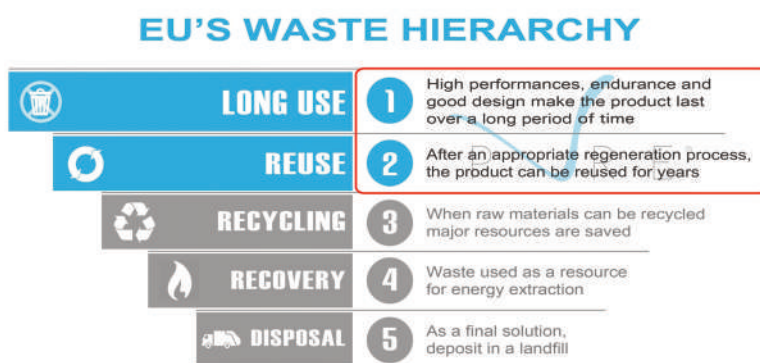 EU'S WASTE HIERARCHY
LONG USE
1
High performances, endurance and
good design make the product last
over a long period of time
REUSE
2
After an appropriate regeneration process,
the product can be reused for years
RECYCLING
3
When raw materials can be recycled
major resources are saved
RECOVERY
4
Waste used as a resource
for energy extraction
DISPOSAL
5
As a final solution,
deposit in a landfill